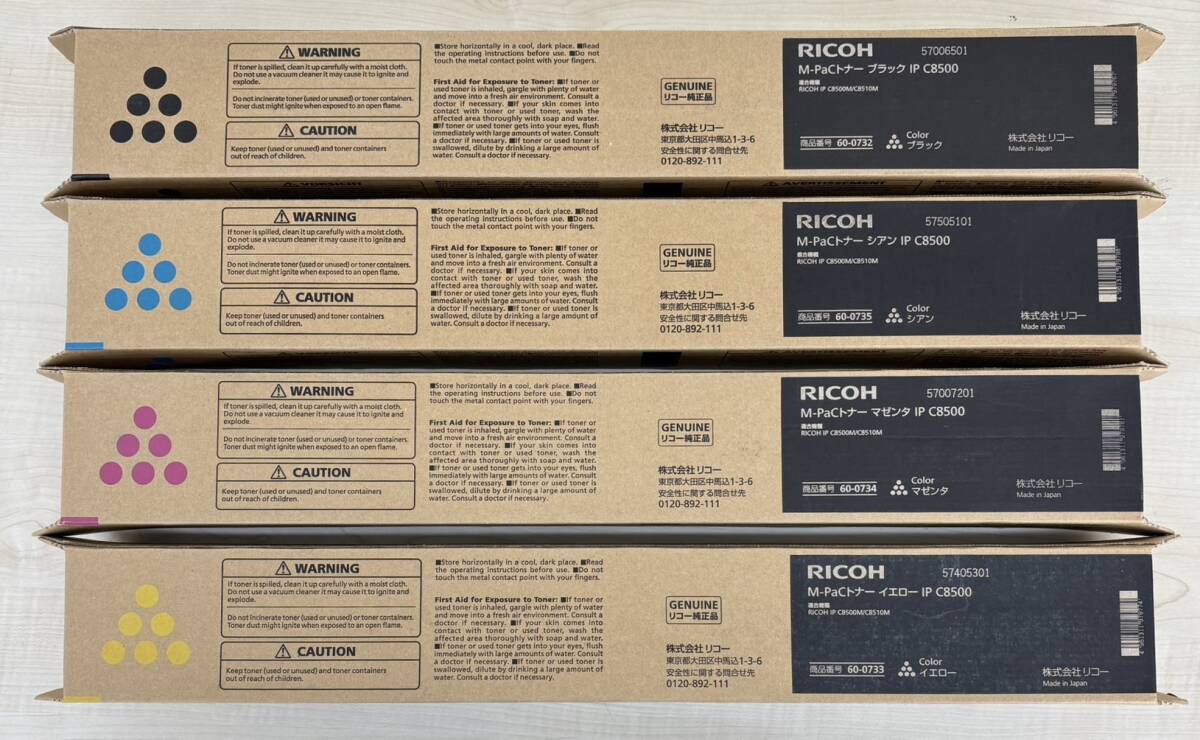 WARNING
If toner is spilled, clean it up carefully with a moist cloth.
Do not use a vacuum cleaner it may cause it to ignite and
explode.
Do not incinerate toner (used or unused) or toner containers.
Toner dust might ignite when exposed to an open flame.
CAUTION
Keep toner (used or unused) and toner containers
out of reach of children.
■Store horizontally in a cool, dark place. ■Read
the operating instructions before use. ■Do not
touch the metal contact point with your fingers.
First Aid for Exposure to Toner: ■If toner or
used toner is inhaled, gargle with plenty of water
and move into a fresh air environment. Consult a
doctor if necessary. ■If your skin comes into
contact with toner or used toner, wash the
affected area thoroughly with soap and water.
■If toner or used toner gets into your eyes, flush
immediately with large amounts of water. Consult
a doctor if necessary. ■If toner or used toner is
swallowed, dilute by drinking a large amount of
water. Consult a doctor if necessary.
GENUINE
リコー純正品
株式会社リコー
東京都大田区中馬込1-3-6
安全性に関する問合せ先
0120-892-111
RICOH 57006501
M-PaCトナー ブラック IP C8500
適合機種
RICOH IP C8500M/C8510M
商品番号 60-0732
Color
ブラック
株式会社リコー
Made in Japan
AVERTISSEMENT
WARNING
If toner is spilled, clean it up carefully with a moist cloth.
Do not use a vacuum cleaner it may cause it to ignite and
explode.
Do not incinerate toner (used or unused) or toner containers.
Toner dust might ignite when exposed to an open flame.
CAUTION
Keep toner (used or unused) and toner containers
out of reach of children.
■Store horizontally in a cool, dark place. ■Read
the operating instructions before use. ■Do not
touch the metal contact point with your fingers.
First Aid for Exposure to Toner: ■If toner or
used toner is inhaled, gargle with plenty of water
and move into a fresh air environment. Consult a
doctor if necessary. ■If your skin comes into
contact with toner or used toner, wash the
affected area thoroughly with soap and water.
■If toner or used toner gets into your eyes, flush
immediately with large amounts of water. Consult
a doctor if necessary. ■If toner or used toner is
swallowed, dilute by drinking a large amount of
water. Consult a doctor if necessary.
GENUINE
リコー純正品
株式会社リコー
東京都大田区中馬込1-3-6
安全性に関する問合せ先
0120-892-111
RICOH 57505101
M-PaCトナー シアン IP C8500
適合機種
RICOH IP C8500M/C8510M
商品番号 60-0735
Color
シアン
株式会社リコー
Made in Japan
WARNING
If toner is spilled, clean it up carefully with a moist cloth.
Do not use a vacuum cleaner it may cause it to ignite and
explode.
Do not incinerate toner (used or unused) or toner containers.
Toner dust might ignite when exposed to an open flame.
CAUTION
Keep toner (used or unused) and toner containers
out of reach of children.
■Store horizontally in a cool, dark place. ■Read
the operating instructions before use. ■Do not
touch the metal contact point with your fingers.
First Aid for Exposure to Toner: ■If toner or
used toner is inhaled, gargle with plenty of water
and move into a fresh air environment. Consult a
doctor if necessary. ■If your skin comes into
contact with toner or used toner, wash the
affected area thoroughly with soap and water.
■If toner or used toner gets into your eyes, flush
immediately with large amounts of water. Consult
a doctor if necessary. ■If toner or used toner is
swallowed, dilute by drinking a large amount of
water. Consult a doctor if necessary.
GENUINE
リコー純正品
株式会社リコー
東京都大田区中馬込1-3-6
安全性に関する問合せ先
0120-892-111
RICOH 57007201
M-PaCトナー マゼンタ IP C8500
適合機種
RICOH IP C8500M/C8510M
商品番号 60-0734
Color
マゼンタ
株式会社リコー
Made in Japan
WARNING
If toner is spilled, clean it up carefully with a moist cloth.
Do not use a vacuum cleaner it may cause it to ignite and
explode.
Do not incinerate toner (used or unused) or toner containers.
Toner dust might ignite when exposed to an open flame.
CAUTION
Keep toner (used or unused) and toner containers
out of reach of children.
■Store horizontally in a cool, dark place. ■Read
the operating instructions before use. ■Do not
touch the metal contact point with your fingers.
First Aid for Exposure to Toner: ■If toner or
used toner is inhaled, gargle with plenty of water
and move into a fresh air environment. Consult a
doctor if necessary. ■If your skin comes into
contact with toner or used toner, wash the
affected area thoroughly with soap and water.
■If toner or used toner gets into your eyes, flush
immediately with large amounts of water. Consult
a doctor if necessary. ■If toner or used toner is
swallowed, dilute by drinking a large amount of
water. Consult a doctor if necessary.
GENUINE
リコー純正品
株式会社リコー
東京都大田区中馬込1-3-6
安全性に関する問合せ先
0120-892-111
RICOH 57405301
M-PaCトナー イエロー IP C8500
適合機種
RICOH IP C8500M/C8510M
商品番号 60-0733
Color
イエロー
株式会社リコー
Made in Japan